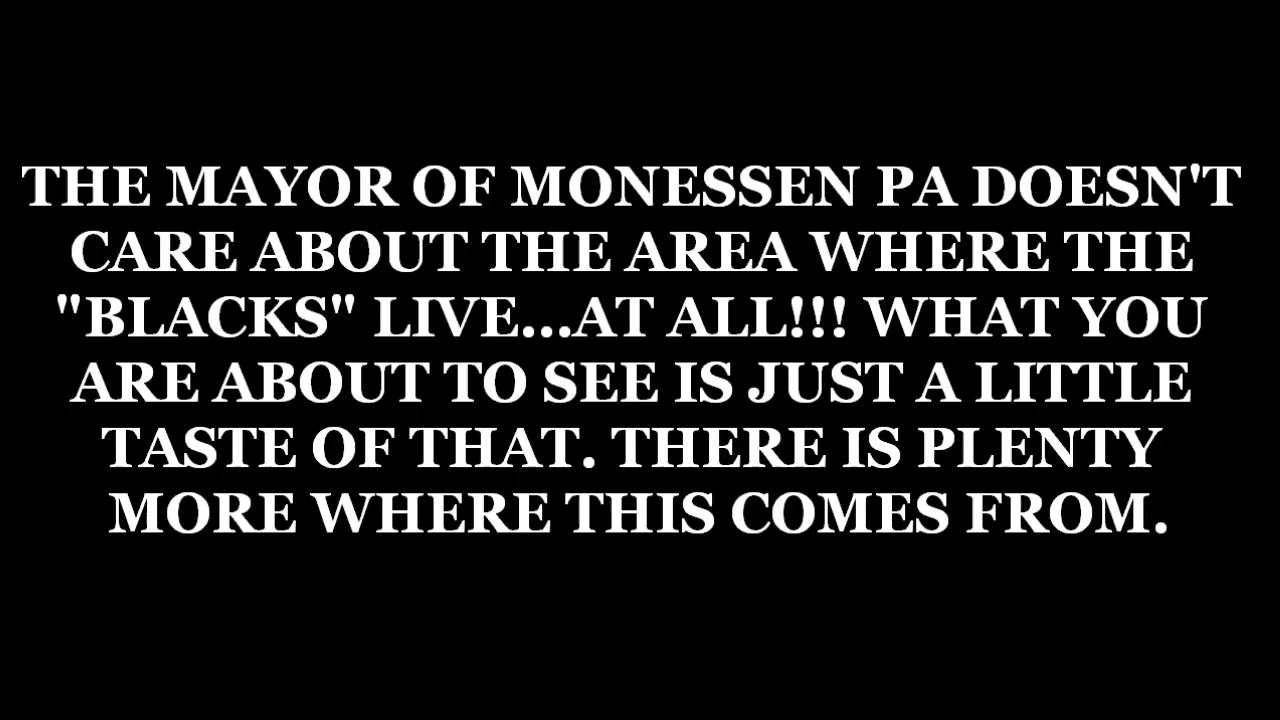 THE MAYOR OF MONESSEN PA DOESN'T
CARE ABOUT THE AREA WHERE THE
"BLACKS" LIVE...AT ALL!!! WHAT YOU
ARE ABOUT TO SEE IS JUST A LITTLE
TASTE OF THAT. THERE IS PLENTY
MORE WHERE THIS COMES FROM.